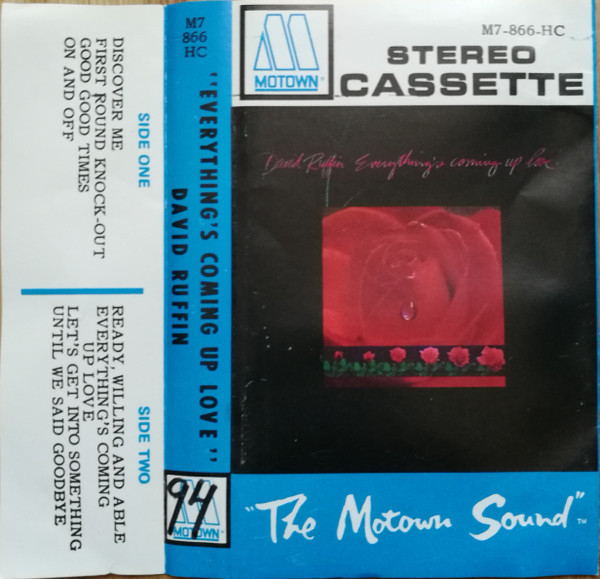 SIDE ONE
DISCOVER ME
FIRST ROUND KNOCK-OUT
GOOD GOOD TIMES
ON AND OFF
SIDE TWO
READY, WILLING AND ABLE
EVERYTHING'S COMING
UP LOVE
LET'S GET INTO SOMETHING
UNTIL WE SAID GOODBYE
M7
866
HC
"EVERYTHING'S COMING UP LOVE"
DAVID RUFFIN
94
MOTOWN®
MOTOWN®
M7-866-HC
STEREO
CASSETTE
David Ruffin Everything's coming up love
"The Motown Sound"™